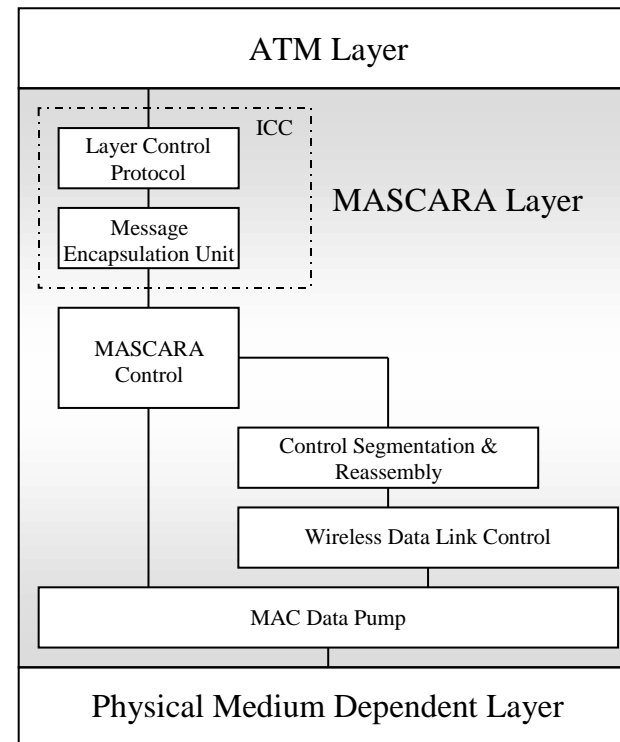 ATM Layer
ICC
Layer Control
Protocol
MASCARA Layer
Message
Encapsulation Unit
MASCARA
Control
Control Segmentation &
Reassembly
Wireless Data Link Control
MAC Data Pump
Physical Medium Dependent Layer